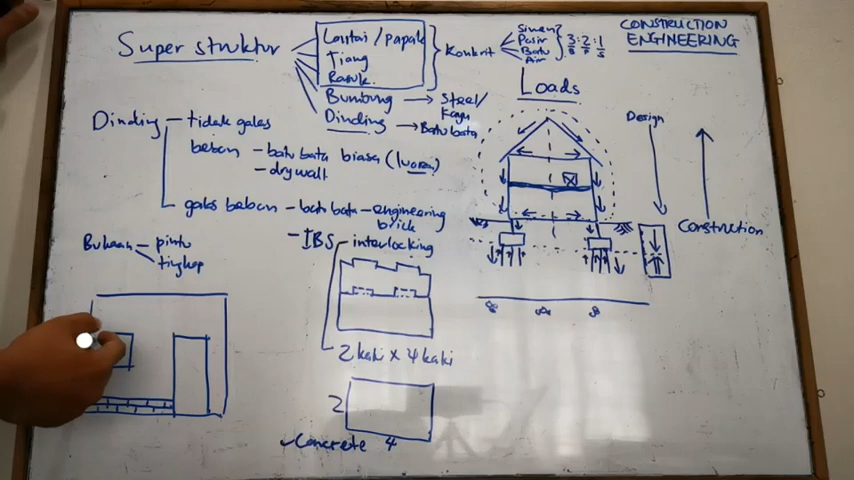 CONSTRUCTION
ENGINEERING
Super struktur
Lantai / papak
Tiang
Rasuk
Konkrit
Simen
Pasir
Batu
Air
3 : 2 : 1
B P S
Bumbung → Steel/
Kayu
Dinding → Batu bata
Loads
Design
Construction
Dinding - tidak galas
beban - batu bata biasa (luaran)
- drywall
galas beban - batu bata - engineering
brick
- IBS - interlocking
Bukaan - pintu
tingkap
2 kaki x 4 kaki
2
Concrete 4